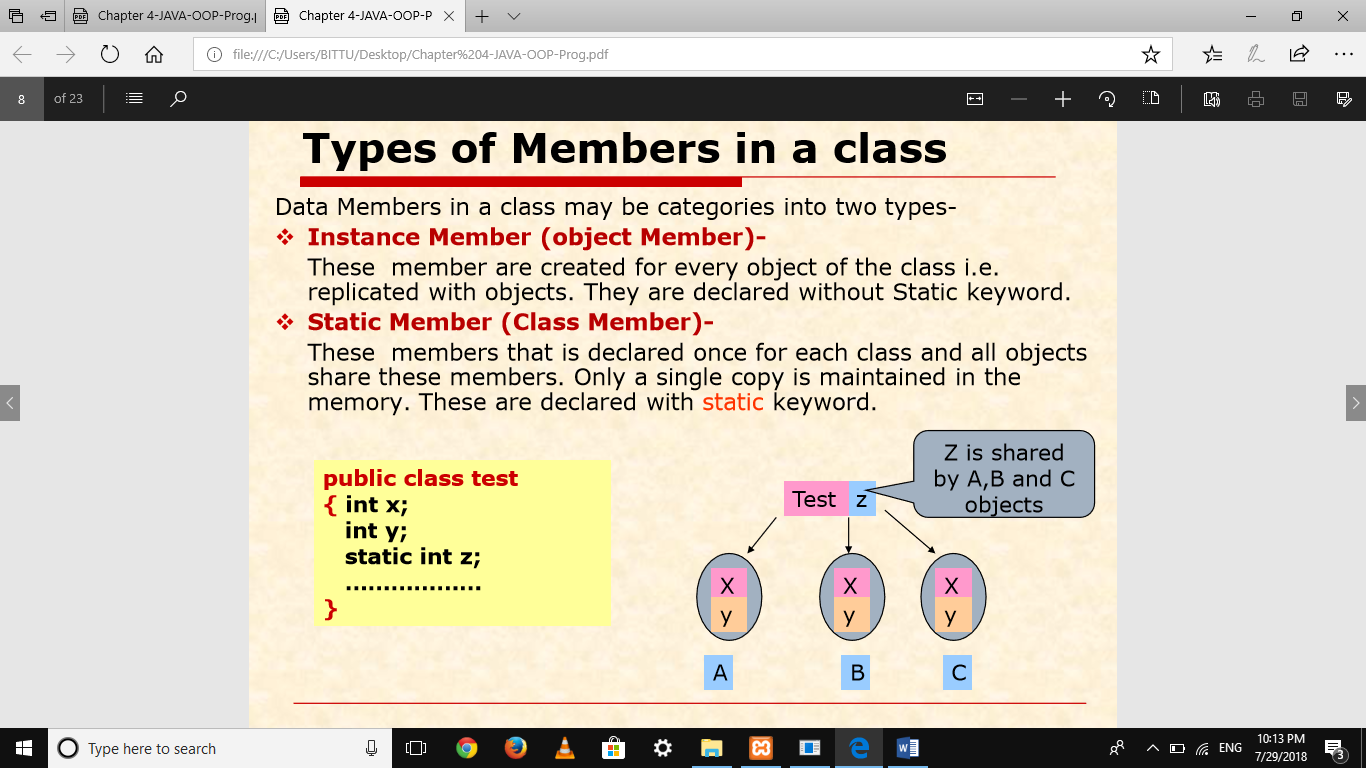 Chapter 4-JAVA-OOP-Prog.p
Chapter 4-JAVA-OOP-P
file:///C:/Users/BITTU/Desktop/Chapter%204-JAVA-OOP-Prog.pdf
8 of 23
Types of Members in a class
Data Members in a class may be categories into two types-
❖ Instance Member (object Member)-
These member are created for every object of the class i.e.
replicated with objects. They are declared without Static keyword.
❖ Static Member (Class Member)-
These members that is declared once for each class and all objects
share these members. Only a single copy is maintained in the
memory. These are declared with static keyword.
public class test
{ int x;
int y;
static int z;
..................
}
Z is shared
by A,B and C
objects
Test z
X X X
y y y
A B C
Type here to search
ENG
10:13 PM
7/29/2018
3